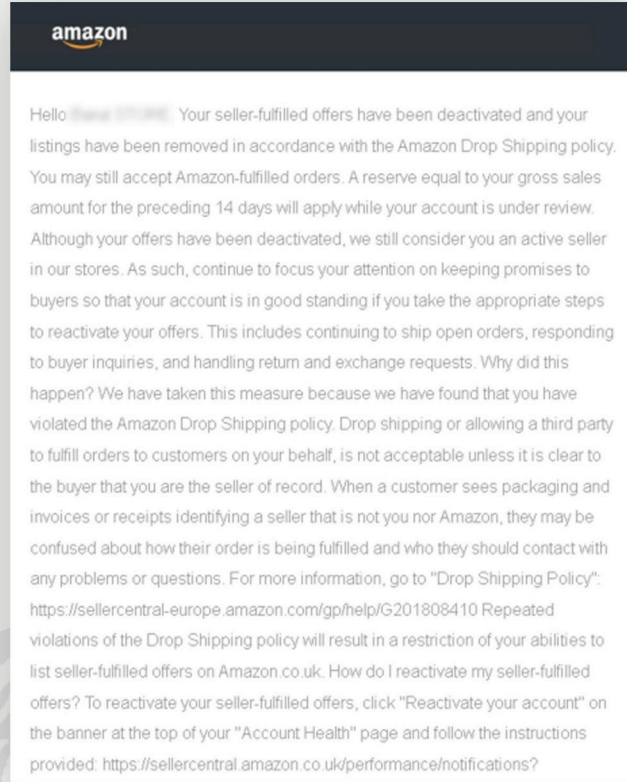 amazon
Hello Your seller-fulfilled offers have been deactivated and your
listings have been removed in accordance with the Amazon Drop Shipping policy.
You may still accept Amazon-fulfilled orders. A reserve equal to your gross sales
amount for the preceding 14 days will apply while your account is under review.
Although your offers have been deactivated, we still consider you an active seller
in our stores. As such, continue to focus your attention on keeping promises to
buyers so that your account is in good standing if you take the appropriate steps
to reactivate your offers. This includes continuing to ship open orders, responding
to buyer inquiries, and handling return and exchange requests. Why did this
happen? We have taken this measure because we have found that you have
violated the Amazon Drop Shipping policy. Drop shipping or allowing a third party
to fulfill orders to customers on your behalf, is not acceptable unless it is clear to
the buyer that you are the seller of record. When a customer sees packaging and
invoices or receipts identifying a seller that is not you nor Amazon, they may be
confused about how their order is being fulfilled and who they should contact with
any problems or questions. For more information, go to "Drop Shipping Policy":
https://sellercentral-europe.amazon.com/gp/help/G201808410 Repeated
violations of the Drop Shipping policy will result in a restriction of your abilities to
list seller-fulfilled offers on Amazon.co.uk. How do I reactivate my seller-fulfilled
offers? To reactivate your seller-fulfilled offers, click "Reactivate your account" on
the banner at the top of your "Account Health" page and follow the instructions
provided: https://sellercentral.amazon.co.uk/performance/notifications?